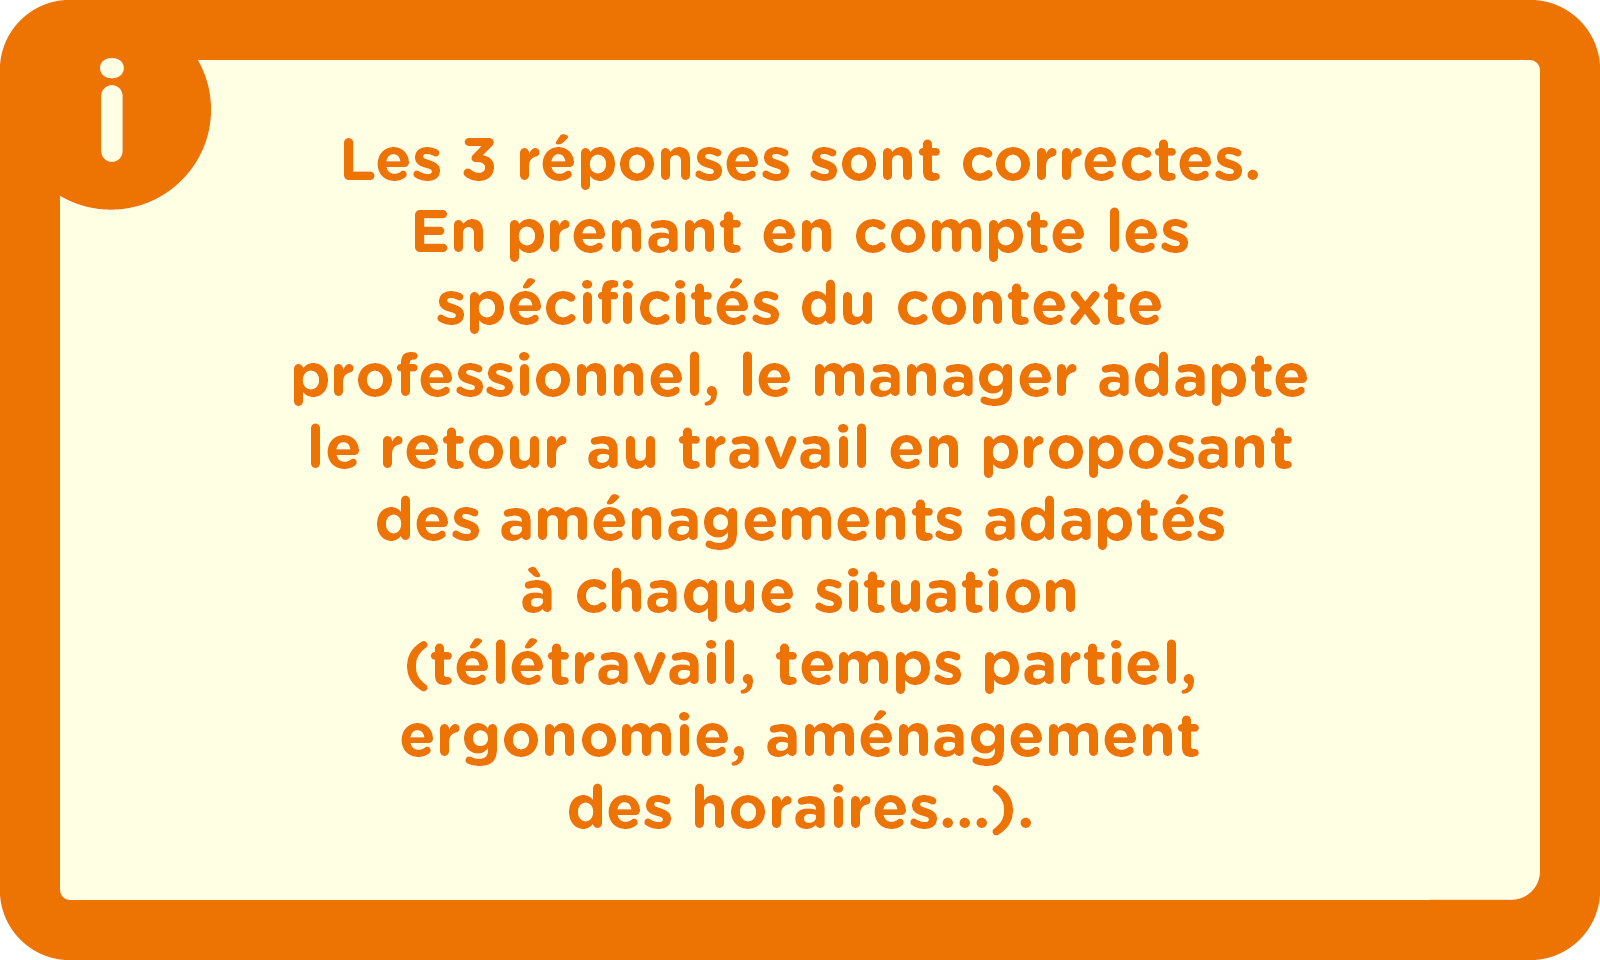 i
Les 3 réponses sont correctes.
En prenant en compte les
spécificités du contexte
professionnel, le manager adapte
le retour au travail en proposant
des aménagements adaptés
à chaque situation
(télétravail, temps partiel,
ergonomie, aménagement
des horaires...).